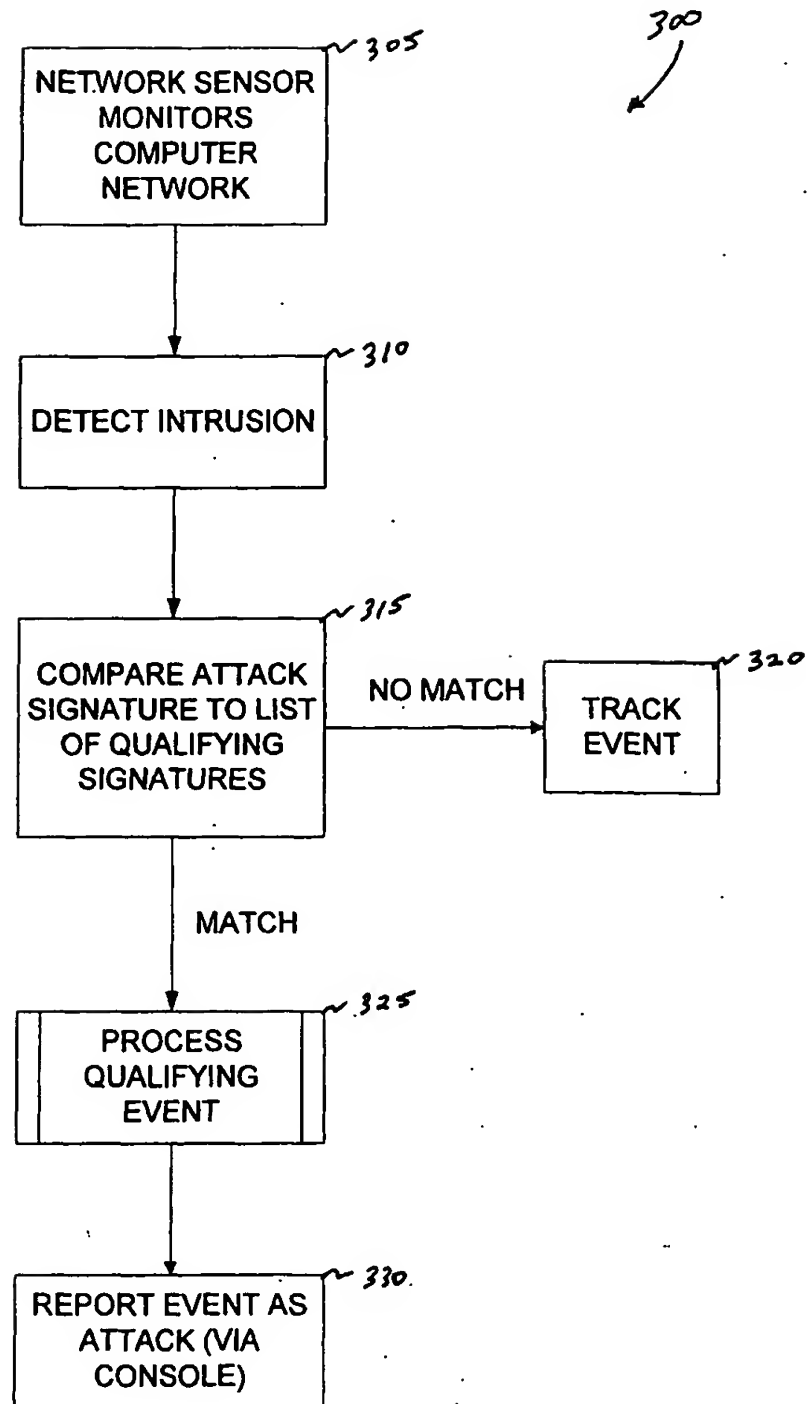 300
305
NETWORK SENSOR
MONITORS
COMPUTER
NETWORK
310
DETECT INTRUSION
315
COMPARE ATTACK
SIGNATURE TO LIST
OF QUALIFYING
SIGNATURES
NO MATCH
320
TRACK
EVENT
MATCH
325
PROCESS
QUALIFYING
EVENT
330
REPORT EVENT AS
ATTACK (VIA
CONSOLE)